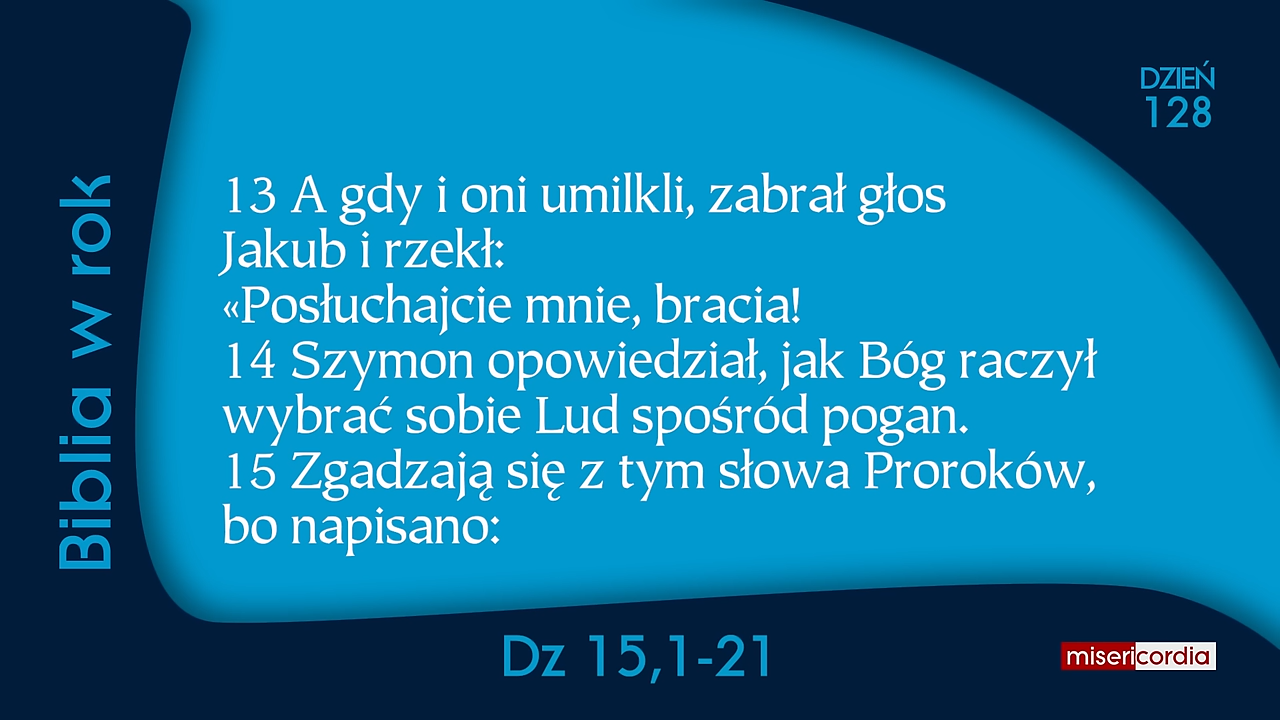 DZIEŃ
128
Biblia w rok
13 A gdy i oni umilkli, zabrał głos
Jakub i rzekł:
«Posłuchajcie mnie, bracia!
14 Szymon opowiedział, jak Bóg raczył
wybrać sobie Lud spośród pogan.
15 Zgadzają się z tym słowa Proroków,
bo napisano:
Dz 15,1-21
misericordia